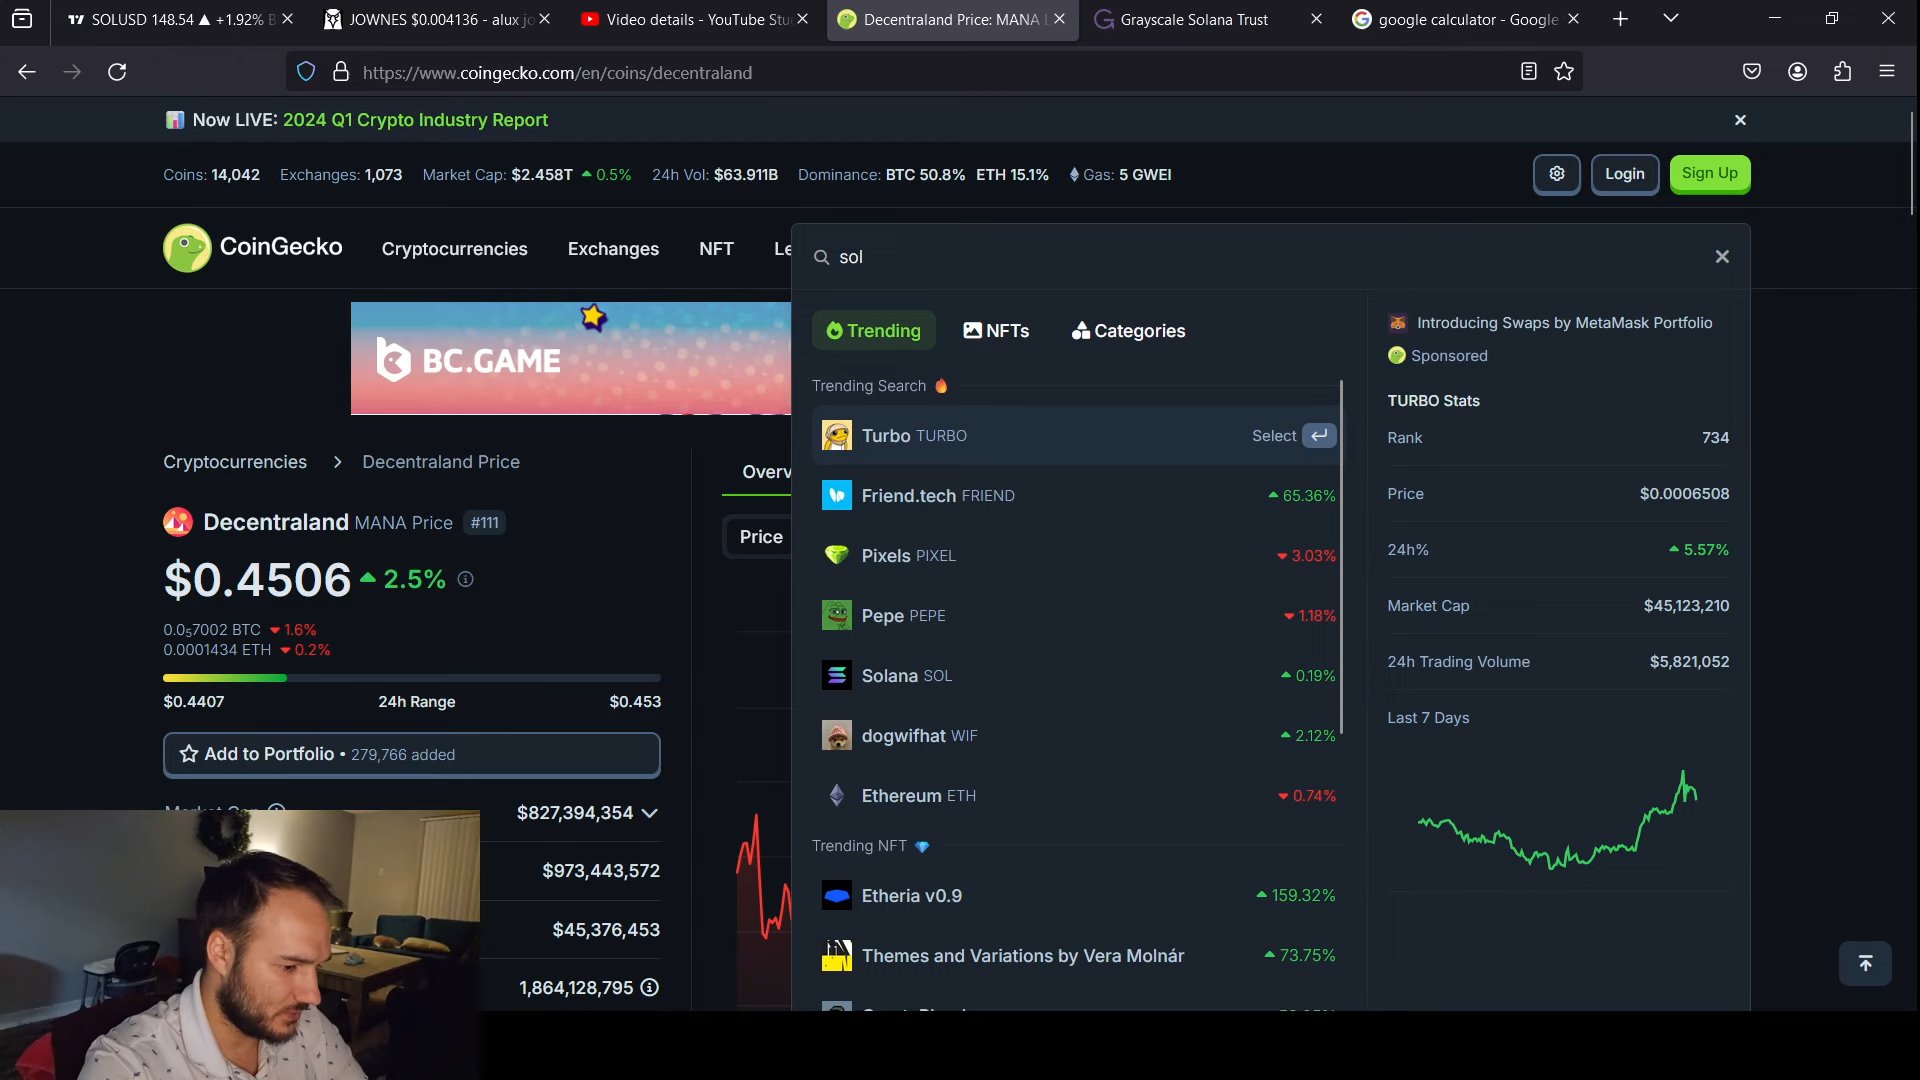 SOLUSD 148.54 ▲ +1.92%
JOWNES $0.004136 - alux jo
Video details - YouTube Stu
Decentraland Price: MANA L
Grayscale Solana Trust
google calculator - Google
https://www.coingecko.com/en/coins/decentraland
Now LIVE: 2024 Q1 Crypto Industry Report
Coins: 14,042 Exchanges: 1,073 Market Cap: $2.458T 0.5% 24h Vol: $63.911B Dominance: BTC 50.8% ETH 15.1% Gas: 5 GWEI
Login
Sign Up
CoinGecko
Cryptocurrencies
Exchanges
NFT
Le
sol
BC.GAME
Trending
NFTs
Categories
Trending Search
Turbo TURBO Select
Friend.tech FRIEND 65.36%
Pixels PIXEL 3.03%
Pepe PEPE 1.18%
Solana SOL 0.19%
dogwifhat WIF 2.12%
Ethereum ETH 0.74%
Trending NFT
Etheria v0.9 159.32%
Themes and Variations by Vera Molnár 73.75%
Introducing Swaps by MetaMask Portfolio
Sponsored
TURBO Stats
Rank 734
Price $0.0006508
24h% 5.57%
Market Cap $45,123,210
24h Trading Volume $5,821,052
Last 7 Days
Cryptocurrencies > Decentraland Price
Decentraland MANA Price #111
$0.4506 2.5%
0.0₅7002 BTC 1.6%
0.0001434 ETH 0.2%
$0.4407 24h Range $0.453
Add to Portfolio • 279,766 added
$827,394,354
$973,443,572
$45,376,453
1,864,128,795
Overv
Price